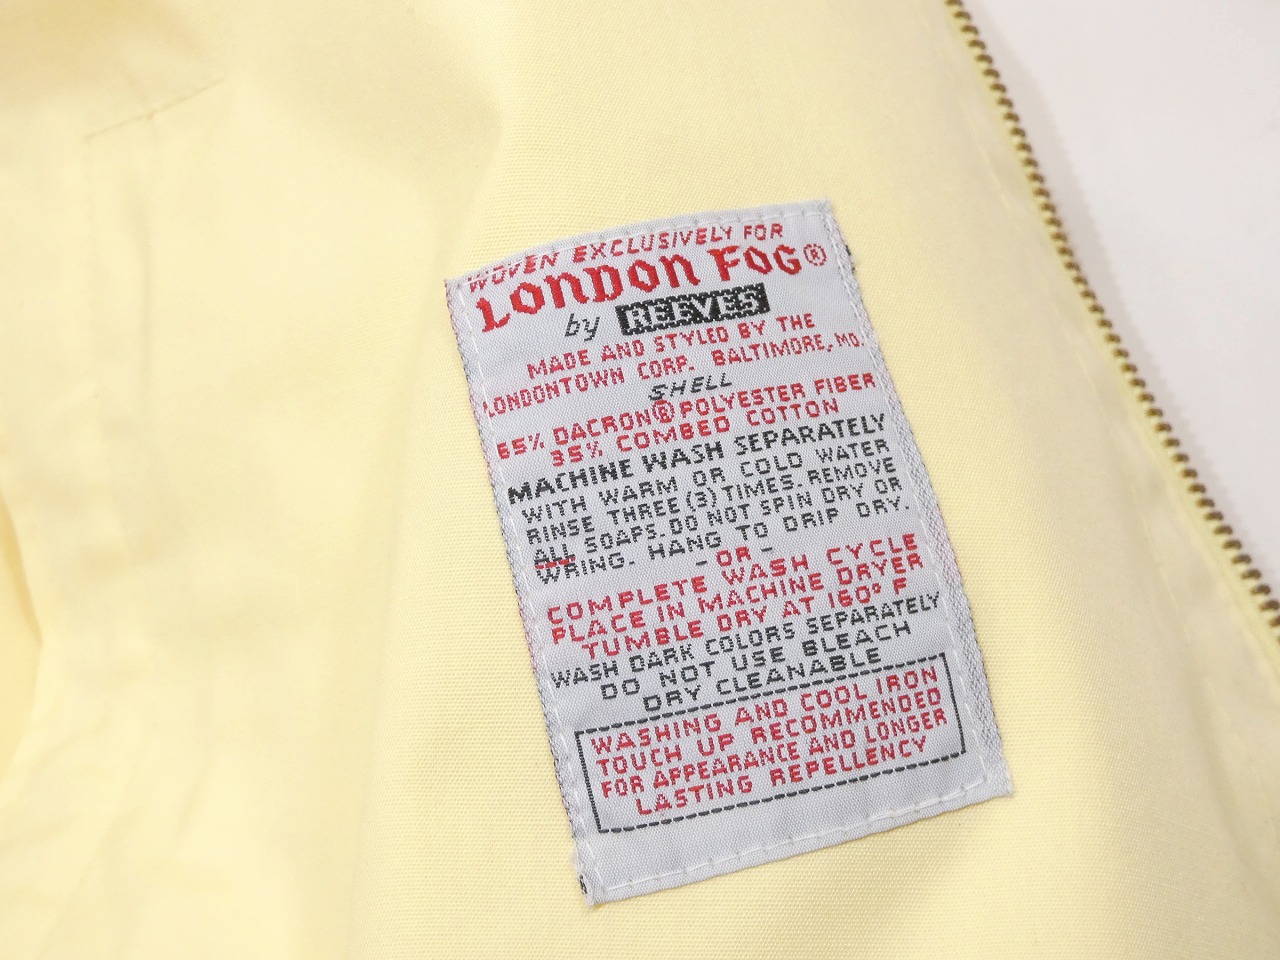 WOVEN EXCLUSIVELY FOR
LONDON FOG®
by REEVES
MADE AND STYLED BY THE
LONDONTOWN CORP. BALTIMORE, MD.
SHELL
65% DACRON® POLYESTER FIBER
35% COMBED COTTON
MACHINE WASH SEPARATELY
WITH WARM OR COLD WATER
RINSE THREE (3) TIMES. REMOVE
ALL SOAPS. DO NOT SPIN DRY OR
WRING. HANG TO DRIP DRY.
- OR -
COMPLETE WASH CYCLE
PLACE IN MACHINE DRYER
TUMBLE DRY AT 160° F
WASH DARK COLORS SEPARATELY
DO NOT USE BLEACH
DRY CLEANABLE
WASHING AND COOL IRON
TOUCH UP RECOMMENDED
FOR APPEARANCE AND LONGER
LASTING REPELLENCY